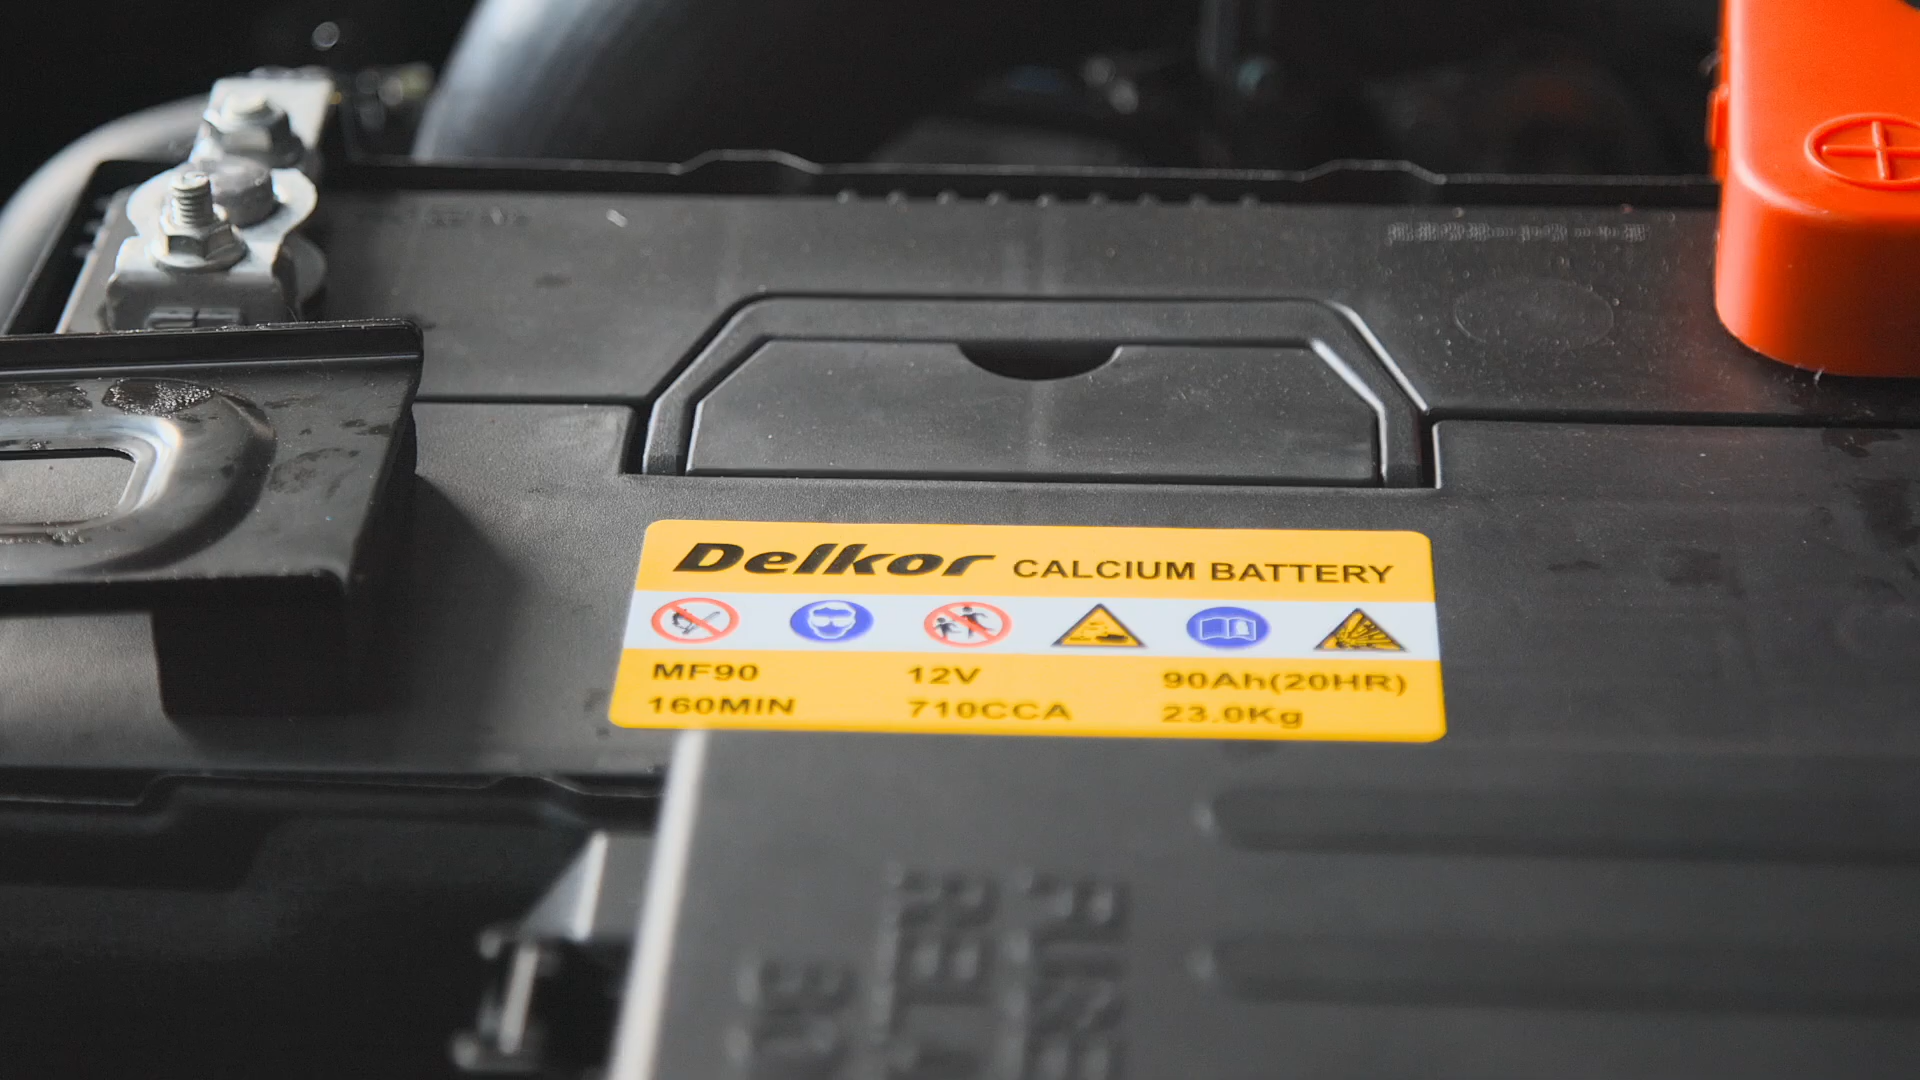 Delkor CALCIUM BATTERY
MF90 12V 90Ah(20HR)
160MIN 710CCA 23.0Kg